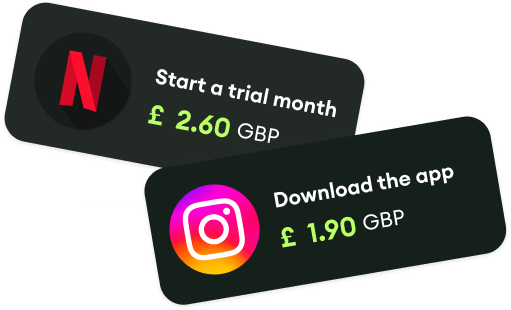 Start a trial month
£ 2.60 GBP
Download the app
£ 1.90 GBP